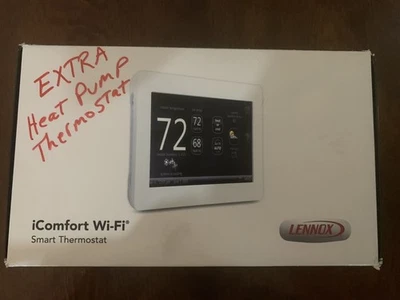 EXTRA
Heat Pump
Thermostat
72
72
68
iComfort Wi-Fi®
Smart Thermostat
LENNOX